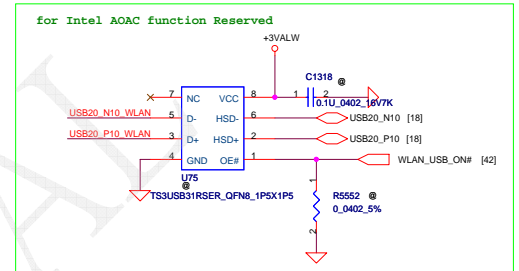 for Intel AOAC function Reserved
+3VALW
C1318 @
1 2
0.1U_0402_16V7K
7 NC VCC 8
USB20_N10_WLAN 5 D- HSD- 6 USB20_N10 [18]
USB20_P10_WLAN 3 D+ HSD+ 2 USB20_P10 [18]
4 GND OE# 1 WLAN_USB_ON# [42]
U75
@
TS3USB31RSER_QFN8_1P5X1P5
1
R5552 @
0_0402_5%
2